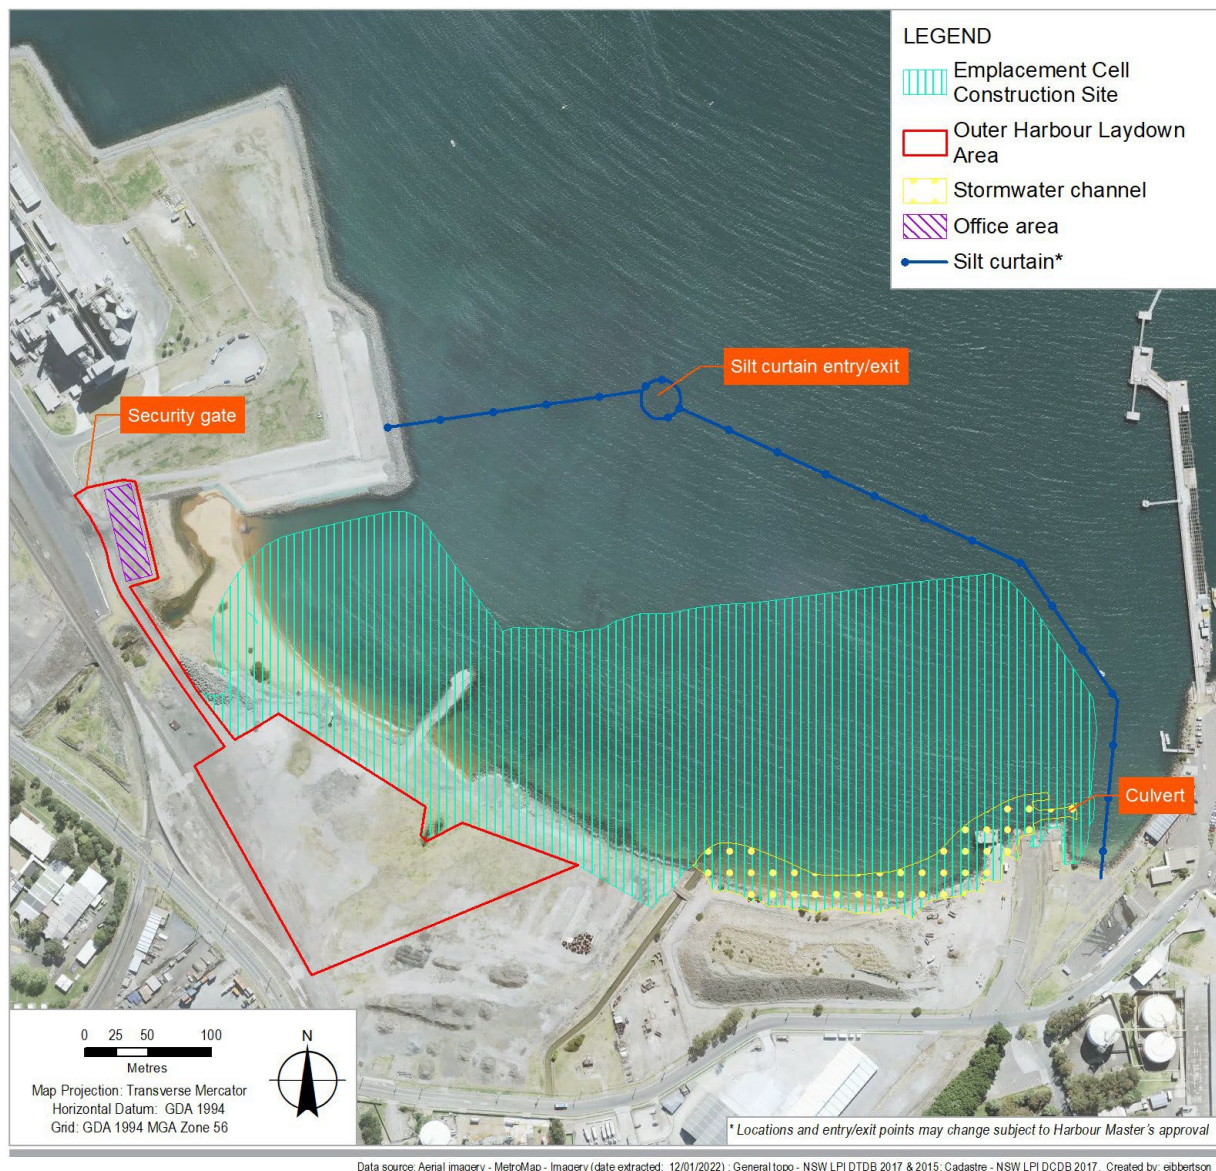 LEGEND
Emplacement Cell
Construction Site
Outer Harbour Laydown
Area
Stormwater channel
Office area
Silt curtain*
Silt curtain entry/exit
Security gate
Culvert
0 25 50 100
Metres
Map Projection: Transverse Mercator
Horizontal Datum: GDA 1994
Grid: GDA 1994 MGA Zone 56
N
* Locations and entry/exit points may change subject to Harbour Master's approval
Data source: Aerial imagery - MetroMap - Imagery (date extracted: 12/01/2022) ; General topo - NSW LPI DTDB 2017 & 2015; Cadastre - NSW LPI DCDB 2017. Created by: eibbertson